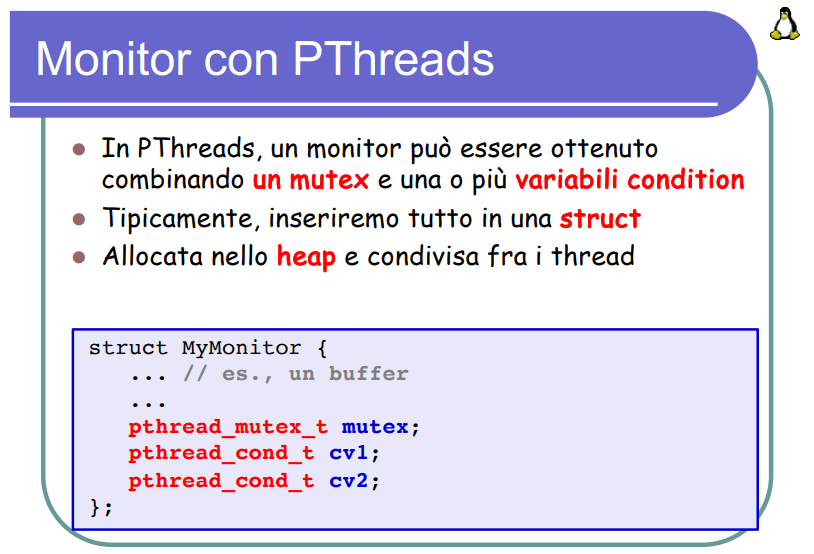 Monitor con PThreads
In PThreads, un monitor può essere ottenuto
combinando un mutex e una o più variabili condition
Tipicamente, inseriremo tutto in una struct
Allocata nello heap e condivisa fra i thread
struct MyMonitor {
... // es., un buffer
...
pthread_mutex_t mutex;
pthread_cond_t cv1;
pthread_cond_t cv2;
};